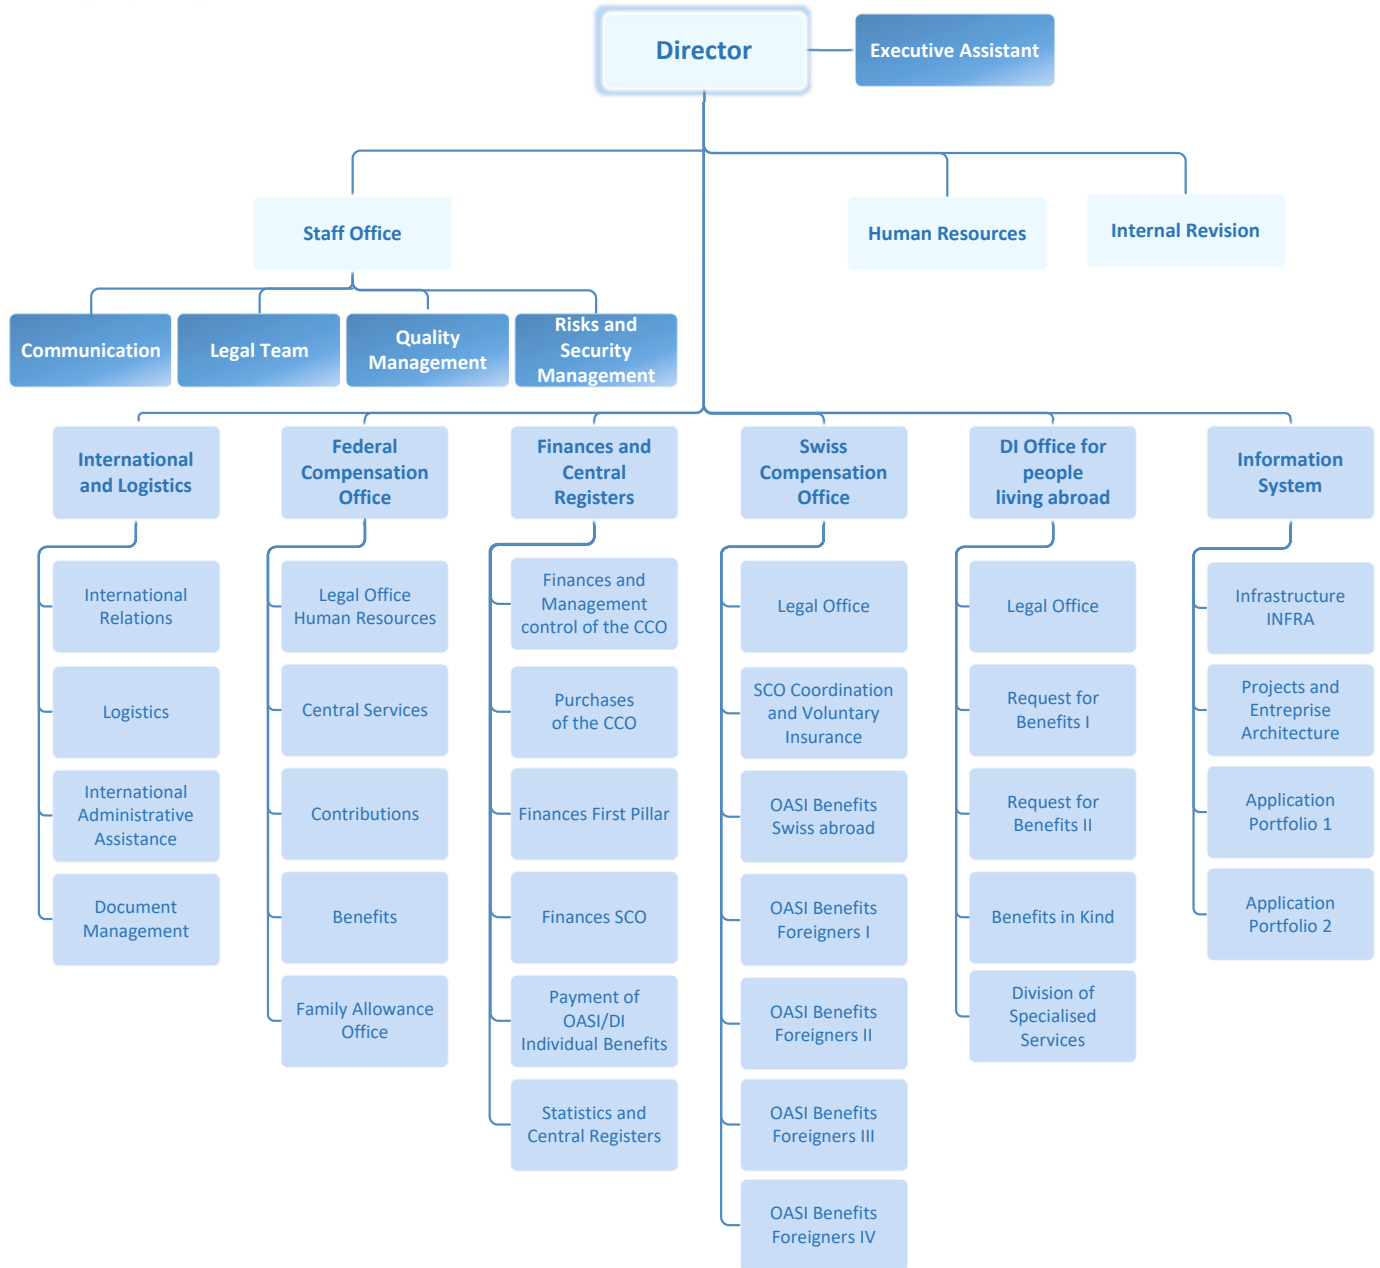 Director
Executive Assistant
Staff Office
Human Resources
Internal Revision
Communication
Legal Team
Quality
Management
Risks and
Security
Management
International
and Logistics
Federal
Compensation
Office
Finances and
Central
Registers
Swiss
Compensation
Office
DI Office for
people
living abroad
Information
System
International
Relations
Logistics
International
Administrative
Assistance
Document
Management
Legal Office
Human Resources
Central Services
Contributions
Benefits
Family Allowance
Office
Finances and
Management
control of the CCO
Purchases
of the CCO
Finances First Pillar
Finances SCO
Payment of
OASI/DI
Individual Benefits
Statistics and
Central Registers
Legal Office
SCO Coordination
and Voluntary
Insurance
OASI Benefits
Swiss abroad
OASI Benefits
Foreigners I
OASI Benefits
Foreigners II
OASI Benefits
Foreigners III
OASI Benefits
Foreigners IV
Legal Office
Request for
Benefits I
Request for
Benefits II
Benefits in Kind
Division of
Specialised
Services
Infrastructure
INFRA
Projects and
Entreprise
Architecture
Application
Portfolio 1
Application
Portfolio 2